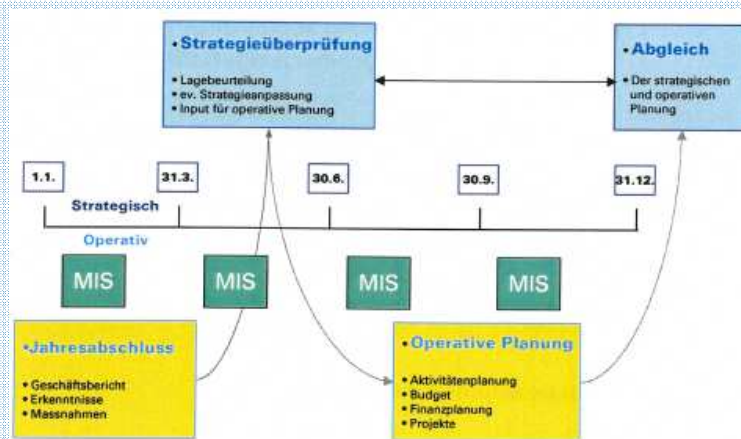 • Strategieüberprüfung
• Lagebeurteilung
• ev. Strategieanpassung
• Input für operative Planung
• Abgleich
• Der strategischen
und operativen
Planung
1.1.
31.3.
30.6.
30.9.
31.12.
Strategisch
Operativ
MIS
MIS
MIS
MIS
•Jahresabschluss
• Geschäftsbericht
• Erkenntnisse
• Massnahmen
• Operative Planung
• Aktivitätenplanung
• Budget
• Finanzplanung
• Projekte